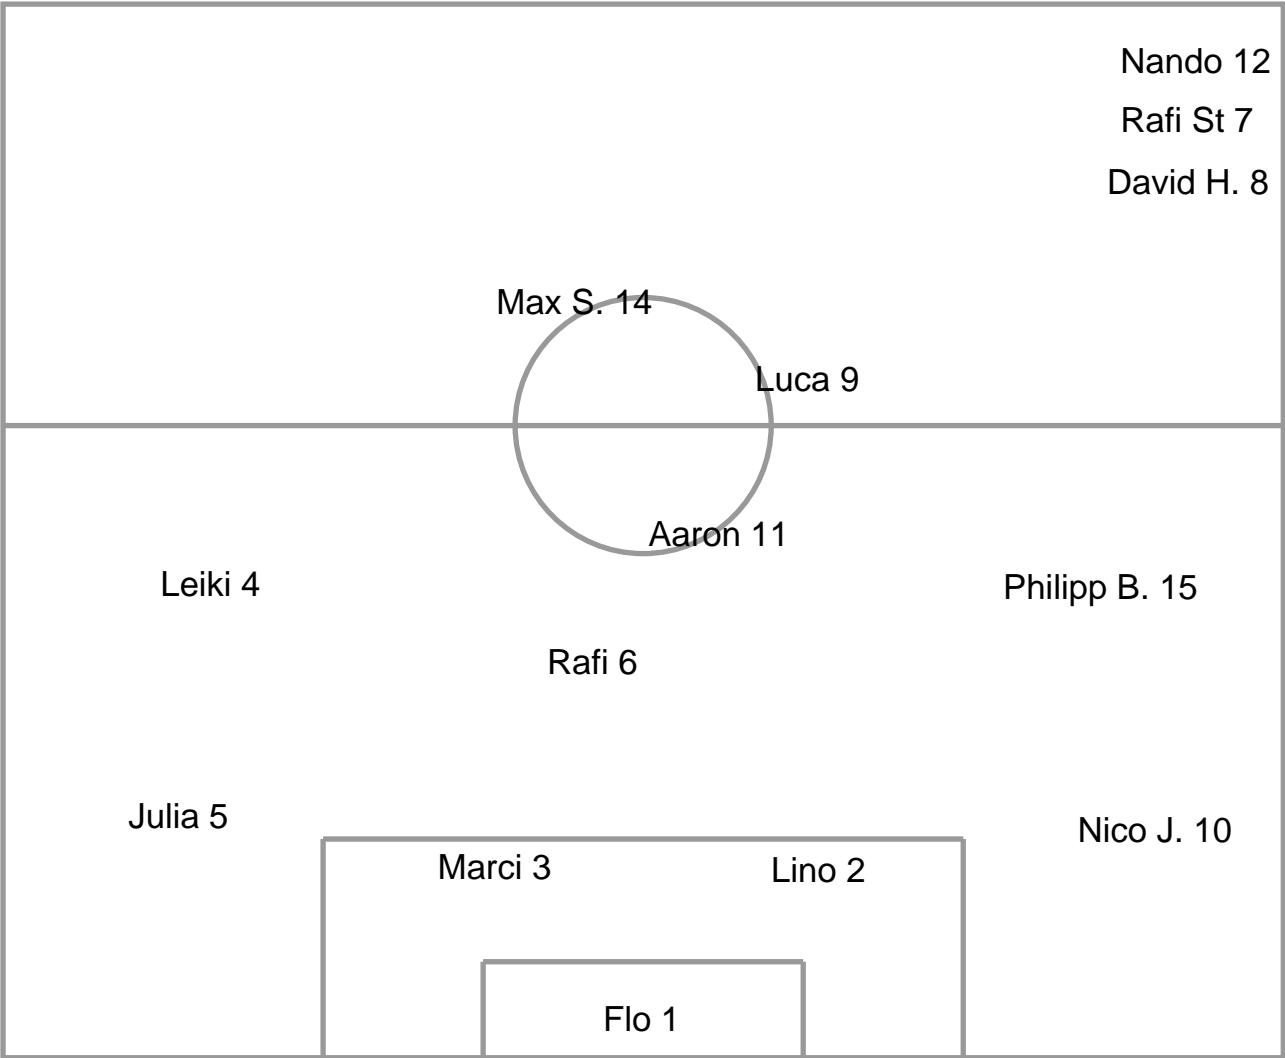 Nando 12
Rafi St 7
David H. 8
Max S. 14
Luca 9
Aaron 11
Leiki 4
Philipp B. 15
Rafi 6
Julia 5
Nico J. 10
Marci 3
Lino 2
Flo 1